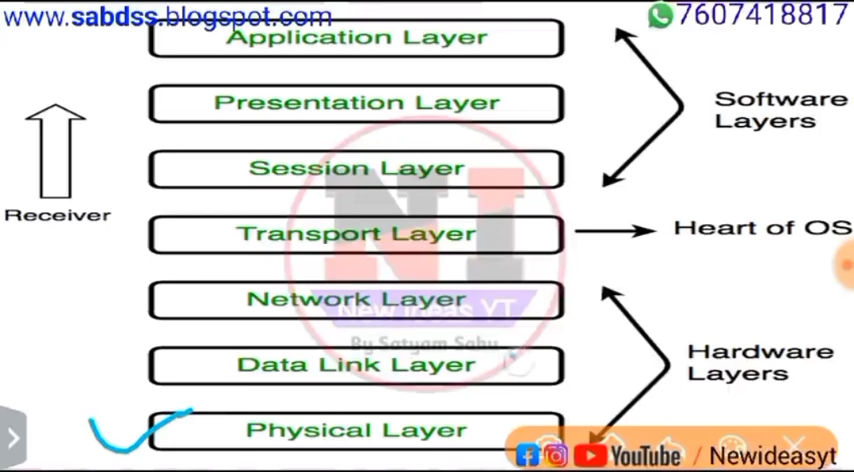 www.sabdss.blogspot.com
7607418817
Application Layer
Presentation Layer
Software
Layers
Session Layer
Receiver
Transport Layer
Heart of OS
Network Layer
New Ideas YT
By Satyam Sahu
Data Link Layer
Hardware
Layers
Physical Layer
YouTube / Newideasyt